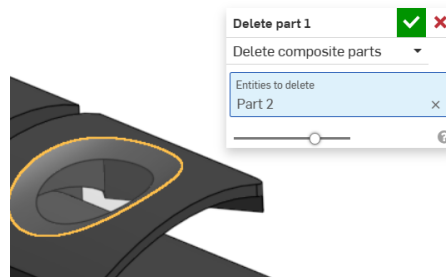 Delete part 1
Delete composite parts
Entities to delete
Part 2